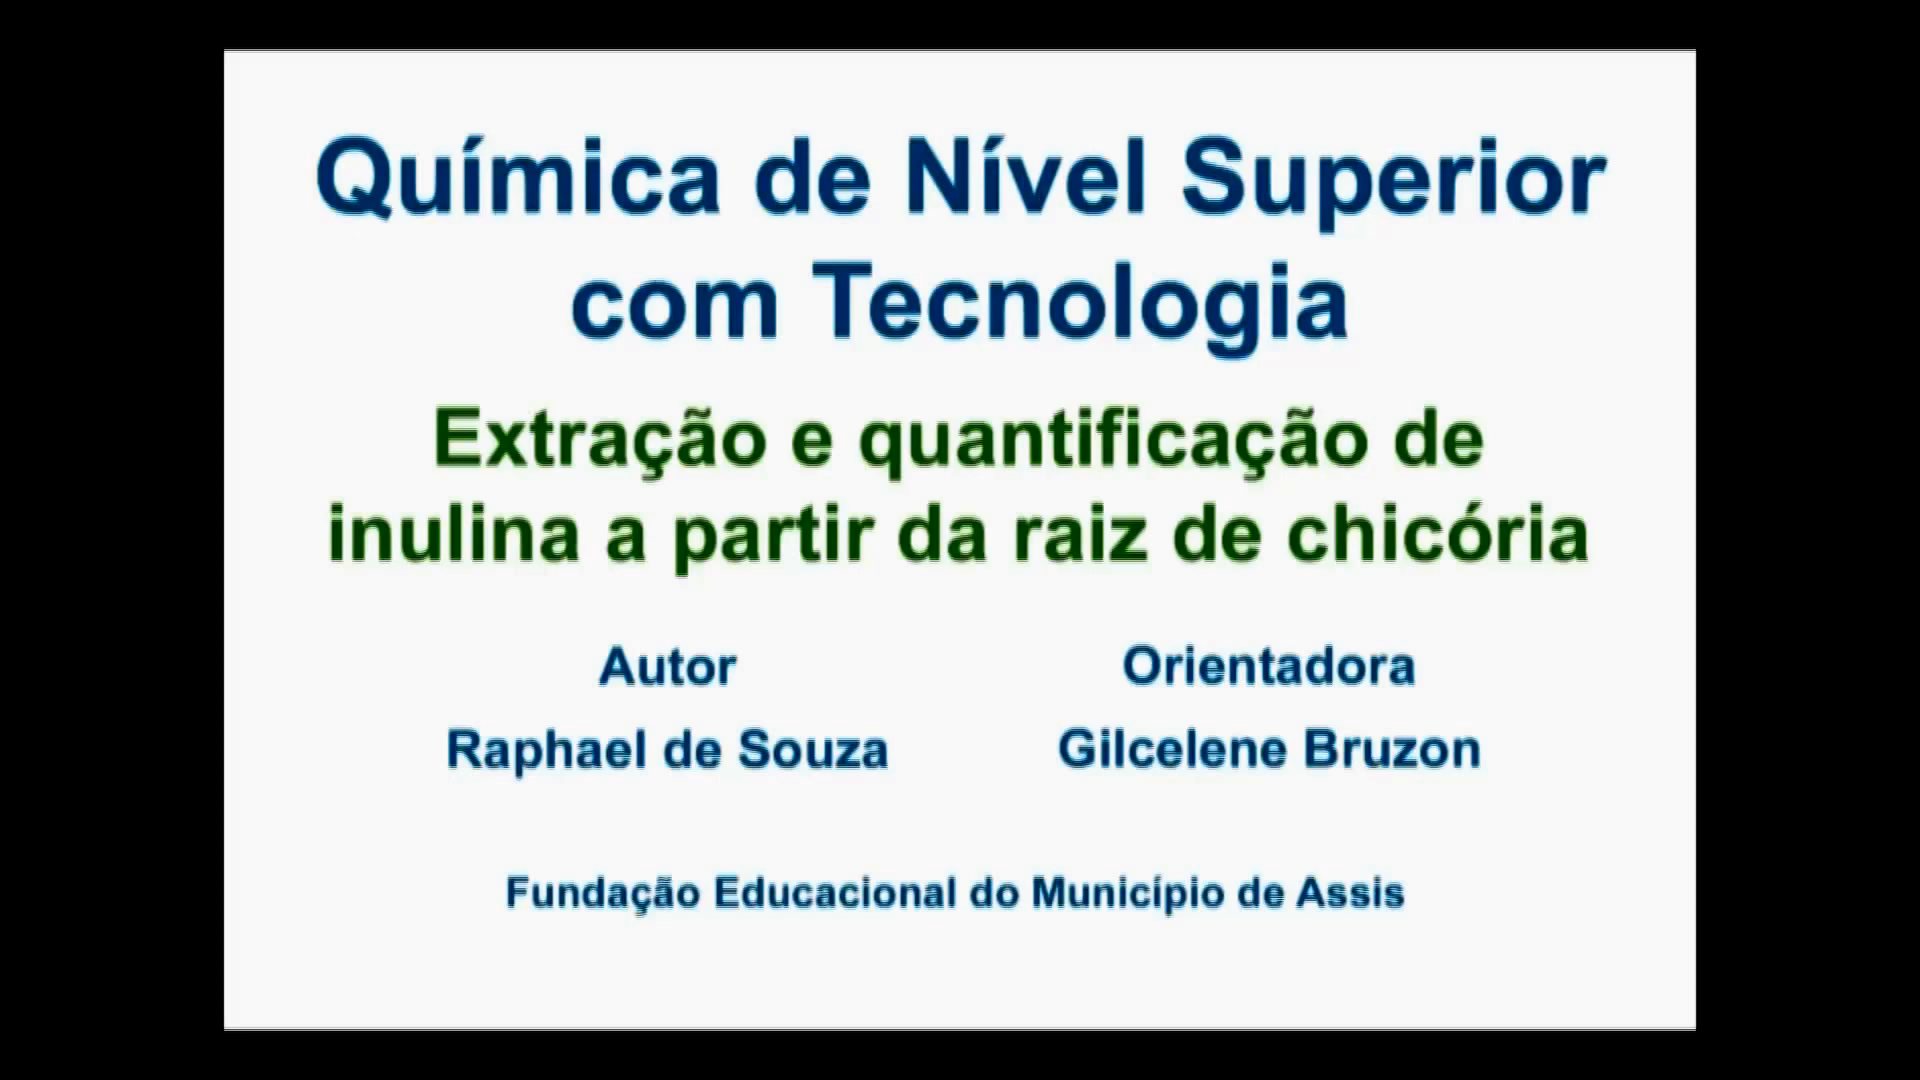 Química de Nível Superior
com Tecnologia
Extração e quantificação de
inulina a partir da raiz de chicória
Autor
Orientadora
Raphael de Souza
Gilcelene Bruzon
Fundação Educacional do Município de Assis